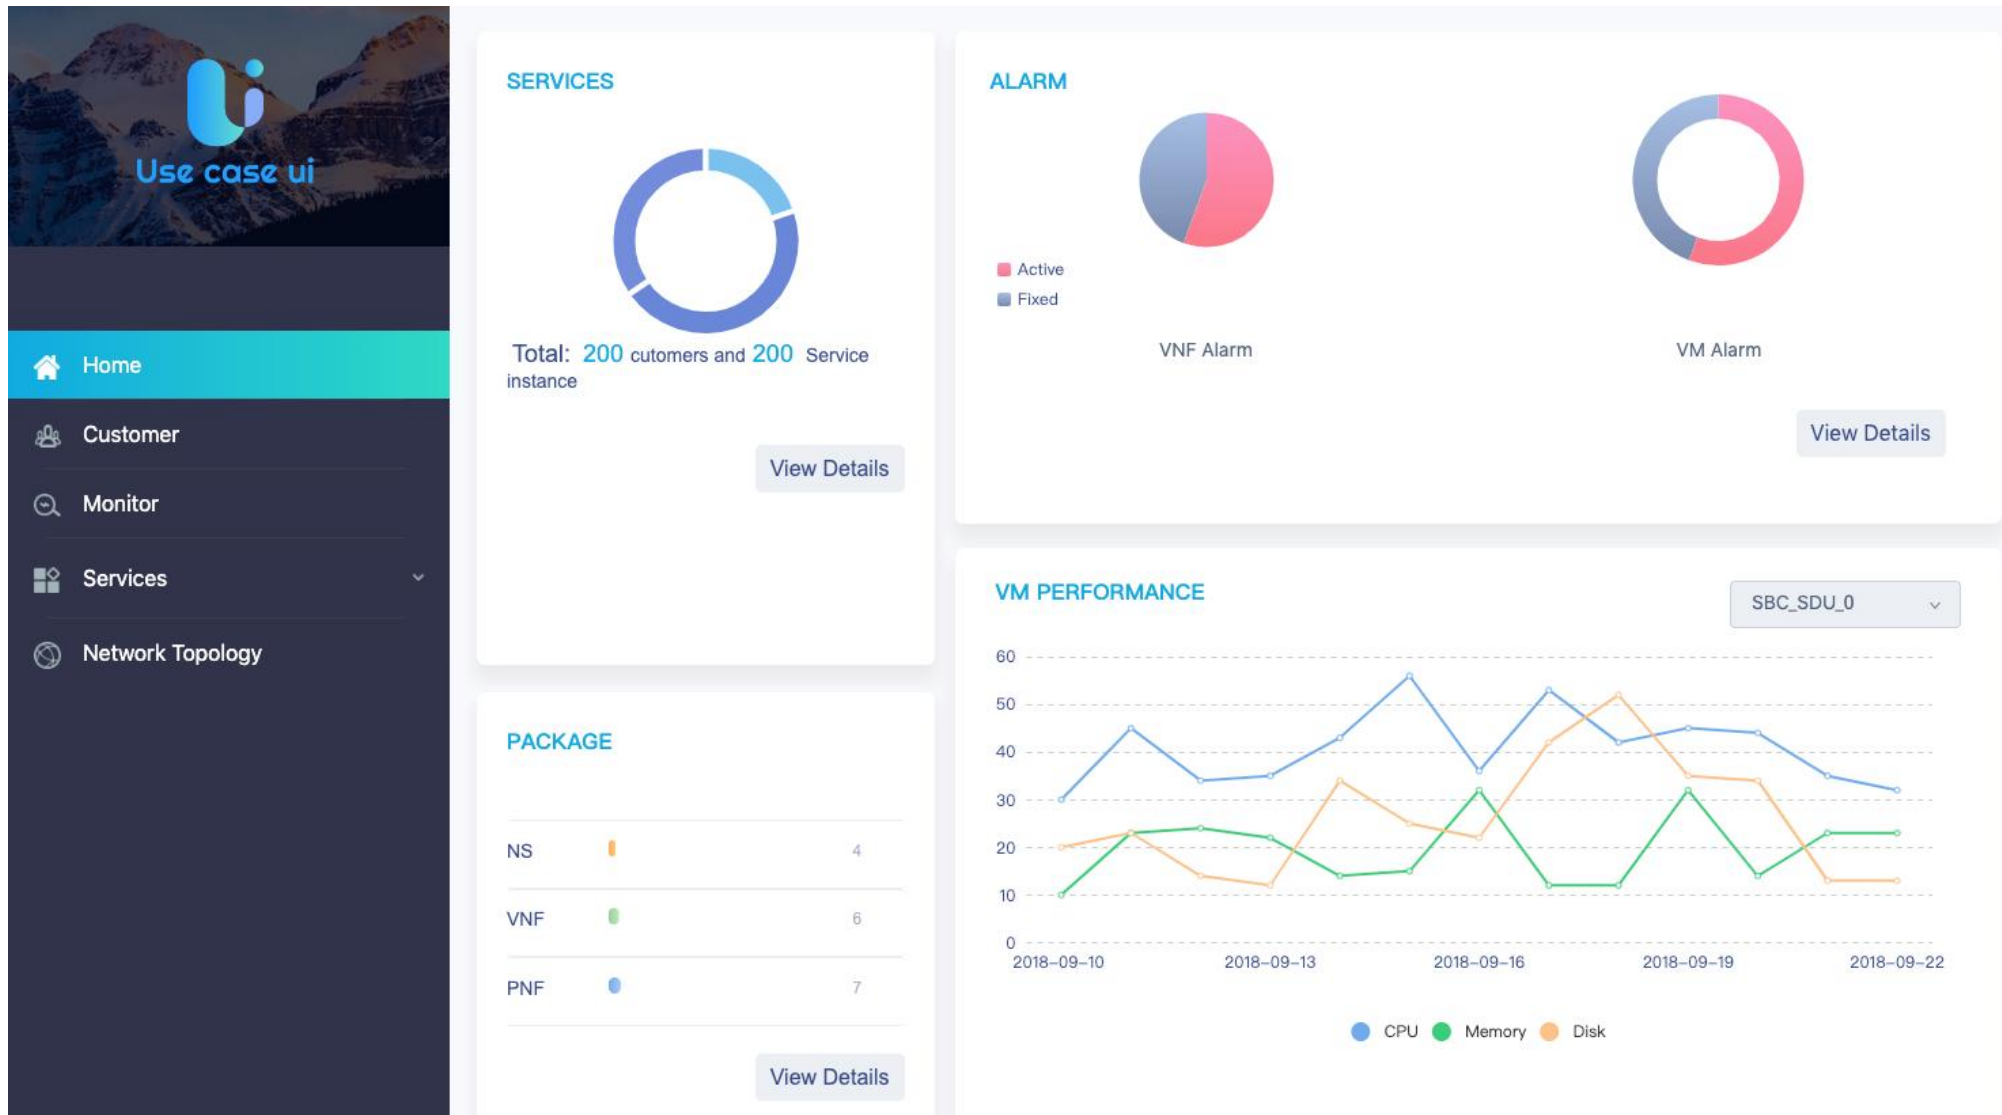 Use case ui
Home
Customer
Monitor
Services
Network Topology
SERVICES
Total: 200 cutomers and 200 Service
instance
View Details
PACKAGE
NS 4
VNF 6
PNF 7
View Details
ALARM
Active
Fixed
VNF Alarm
VM Alarm
View Details
VM PERFORMANCE
SBC_SDU_0
60
50
40
30
20
10
0
2018-09-10 2018-09-13 2018-09-16 2018-09-19 2018-09-22
CPU Memory Disk